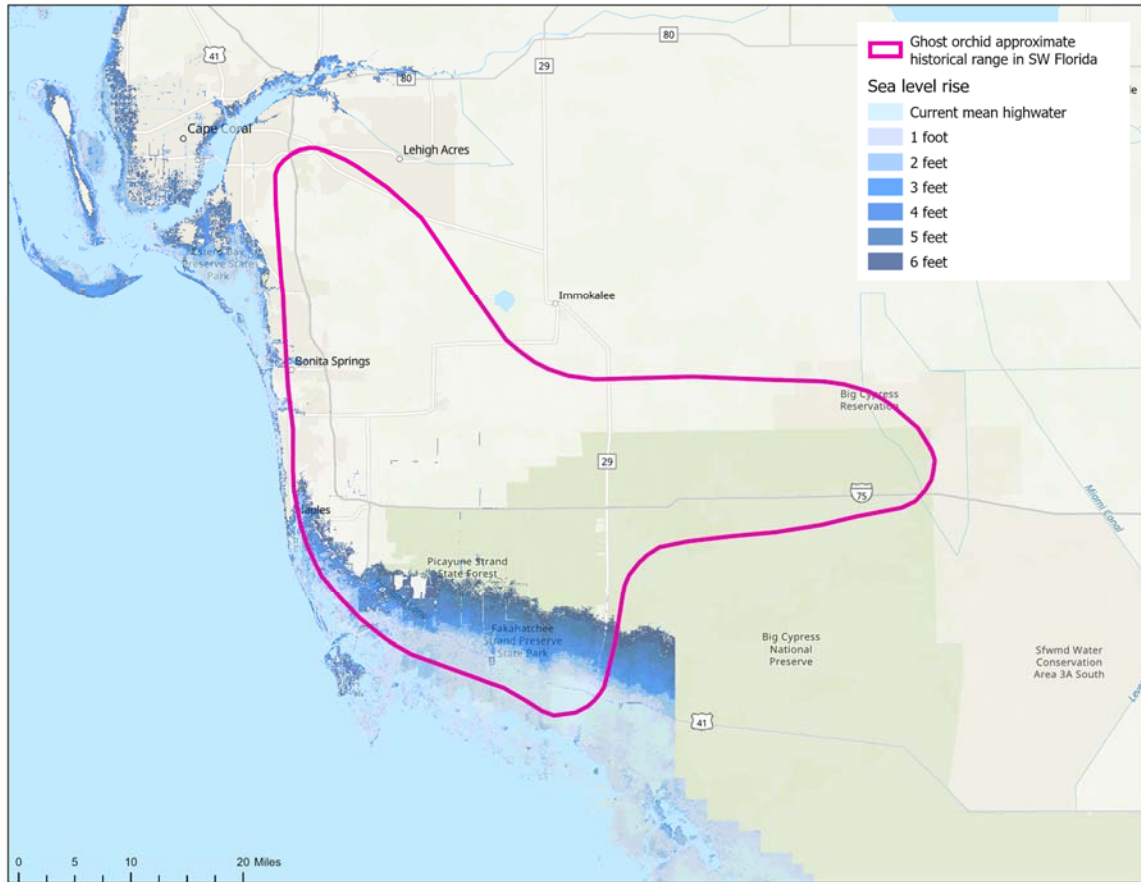 Ghost orchid approximate
historical range in SW Florida
Sea level rise
Current mean highwater
1 foot
2 feet
3 feet
4 feet
5 feet
6 feet
41
80
29
80
Cape Coral
Lehigh Acres
Estero Bay
Preserve State
Park
Immokalee
Bonita Springs
Big Cypress
Reservation
29
75
Miami Canal
Naples
Picayune Strand
State Forest
Fakahatchee
Strand Preserve
State Park
Big Cypress
National
Preserve
Sfwmd Water
Conservation
Area 3A South
41
0 5 10 20 Miles